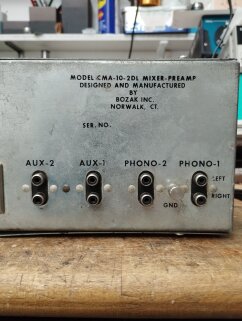 MODEL CMA-10-2DL MIXER-PREAMP
DESIGNED AND MANUFACTURED
BY
BOZAK INC.
NORWALK, CT.
SER. NO.
AUX-2 AUX-1 PHONO-2 PHONO-1
LEFT
GND RIGHT